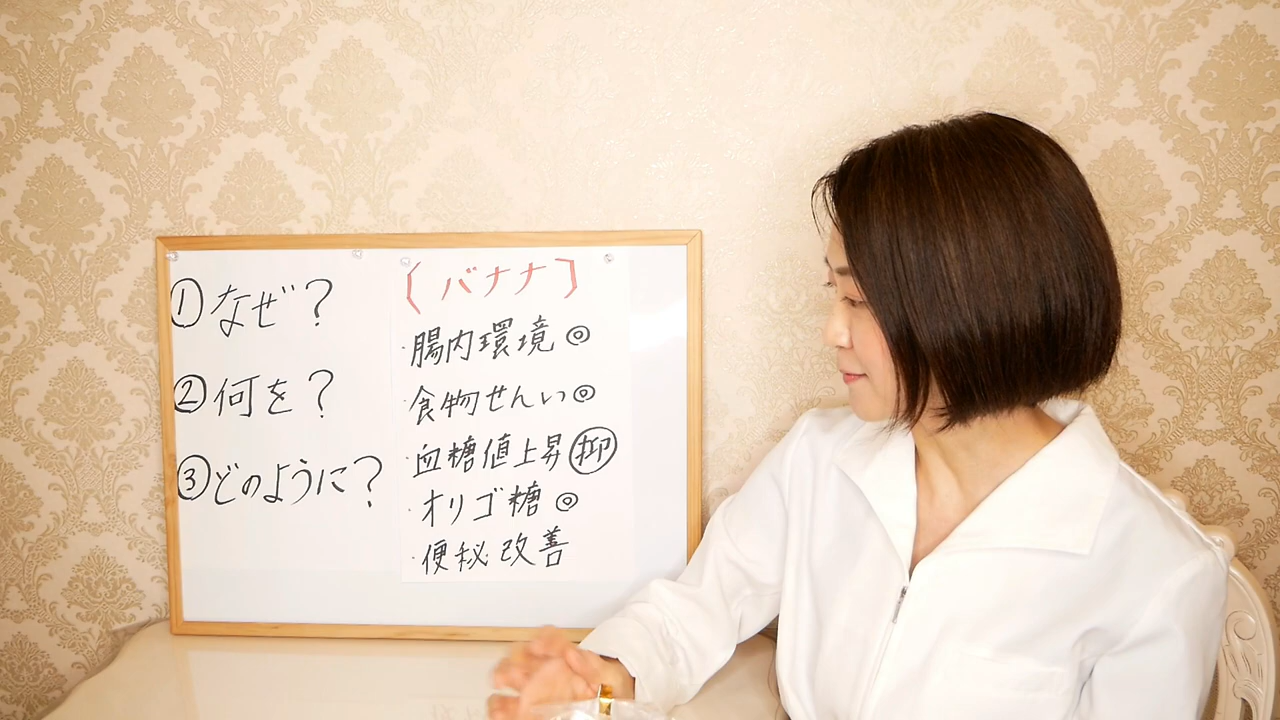 ①なぜ？
②何を？
③どのように？
〔バナナ〕
・腸内環境◎
・食物せんい◎
・血糖値上昇㊥抑
・オリゴ糖◎
・便秘改善